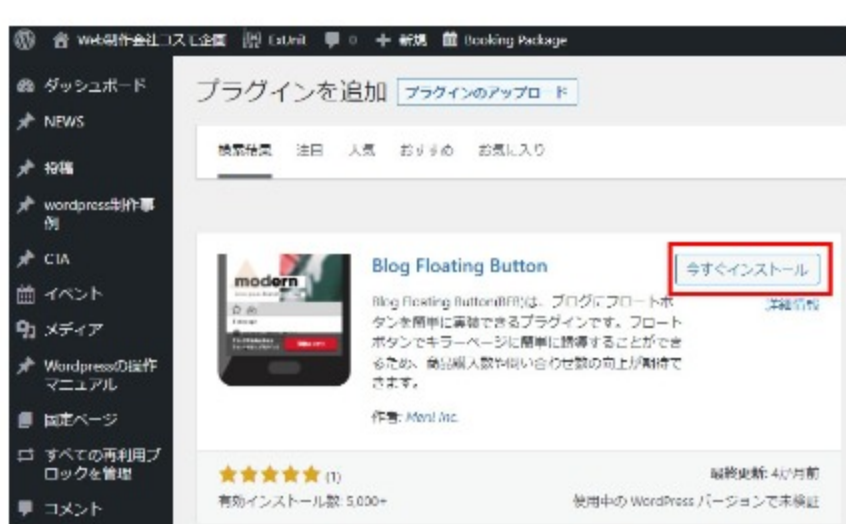 Web制作会社コスモ企画 ExUnit 0 新規 Booking Package
ダッシュボード
NEWS
投稿
wordpress制作事
例
CTA
イベント
メディア
Wordpressの操作
マニュアル
固定ページ
すべての再利用ブ
ロックを管理
コメント
プラグインを追加 プラグインのアップロード
検索結果 注目 人気 おすすめ お気に入り
modern
Blog Floating Button
今すぐインストール
詳細情報
Blog Floating Button(BFB)は、ブログにフロートボ
タンを簡単に実装できるプラグインです。フロート
ボタンでキラーページに簡単に誘導することができ
るため、商品購入数や問い合わせ数の向上が期待で
きます。
作者: Menl Inc.
(1)
有効インストール数: 5,000+
最終更新: 4か月前
使用中の WordPress バージョンで未検証